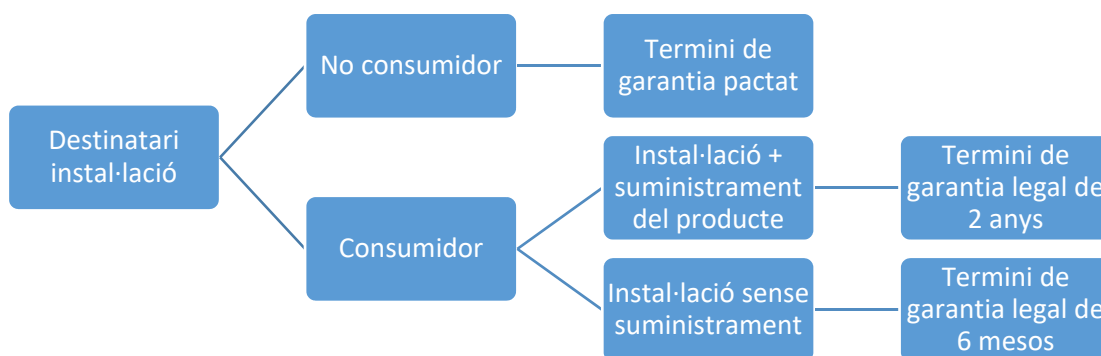 Destinatari
instal·lació
No consumidor
Termini de
garantia pactat
Consumidor
Instal·lació +
suministrament
del producte
Termini de
garantia legal de
2 anys
Instal·lació sense
suministrament
Termini de
garantia legal de
6 mesos